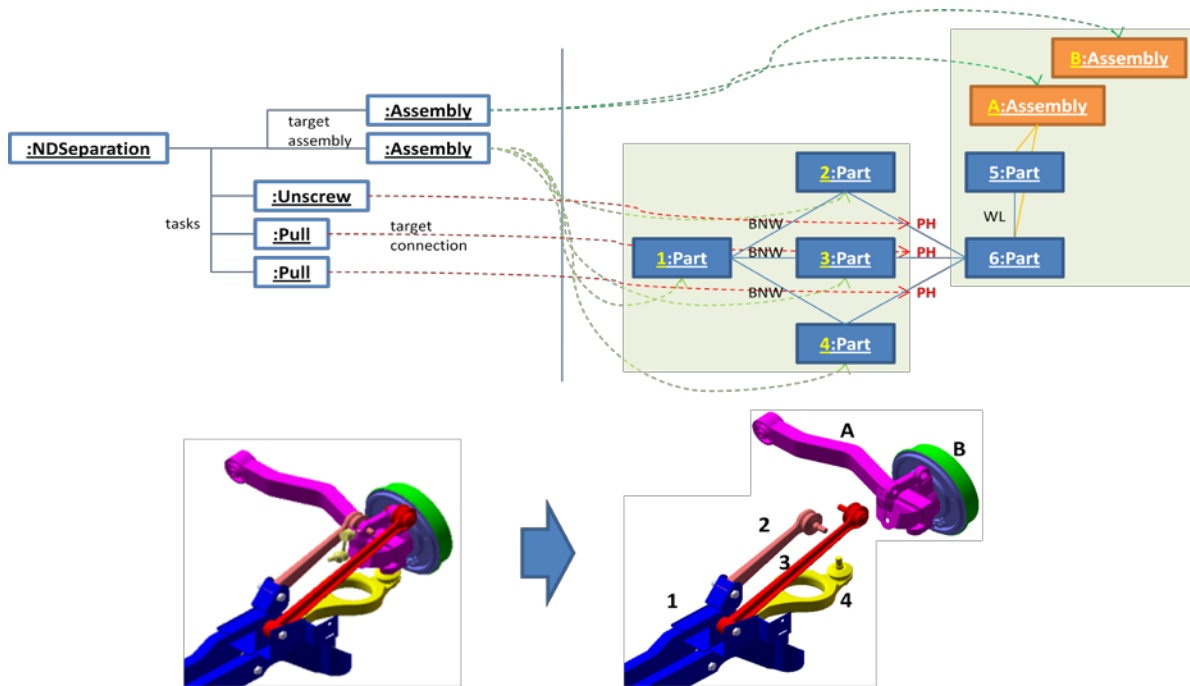 B:Assembly
:Assembly
A:Assembly
target
assembly
:NDSeparation
:Assembly
2:Part
5:Part
:Unscrew
WL
tasks
BNW
PH
:Pull
target
connection
1:Part
BNW
3:Part
PH
6:Part
:Pull
BNW
PH
4:Part
A
B
2
3
1
4